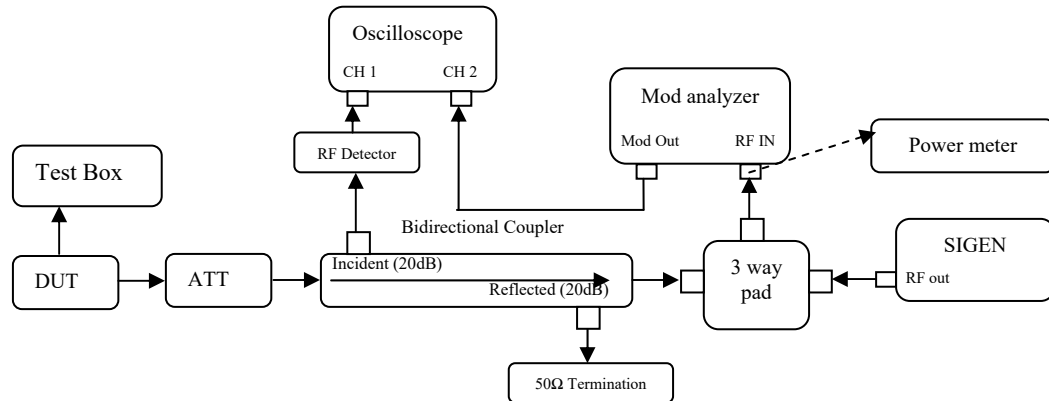 Oscilloscope
CH 1
CH 2
Mod analyzer
Mod Out
RF IN
Power meter
RF Detector
Test Box
Bidirectional Coupler
DUT
ATT
Incident (20dB)
Reflected (20dB)
3 way
pad
SIGEN
RF out
50Ω Termination